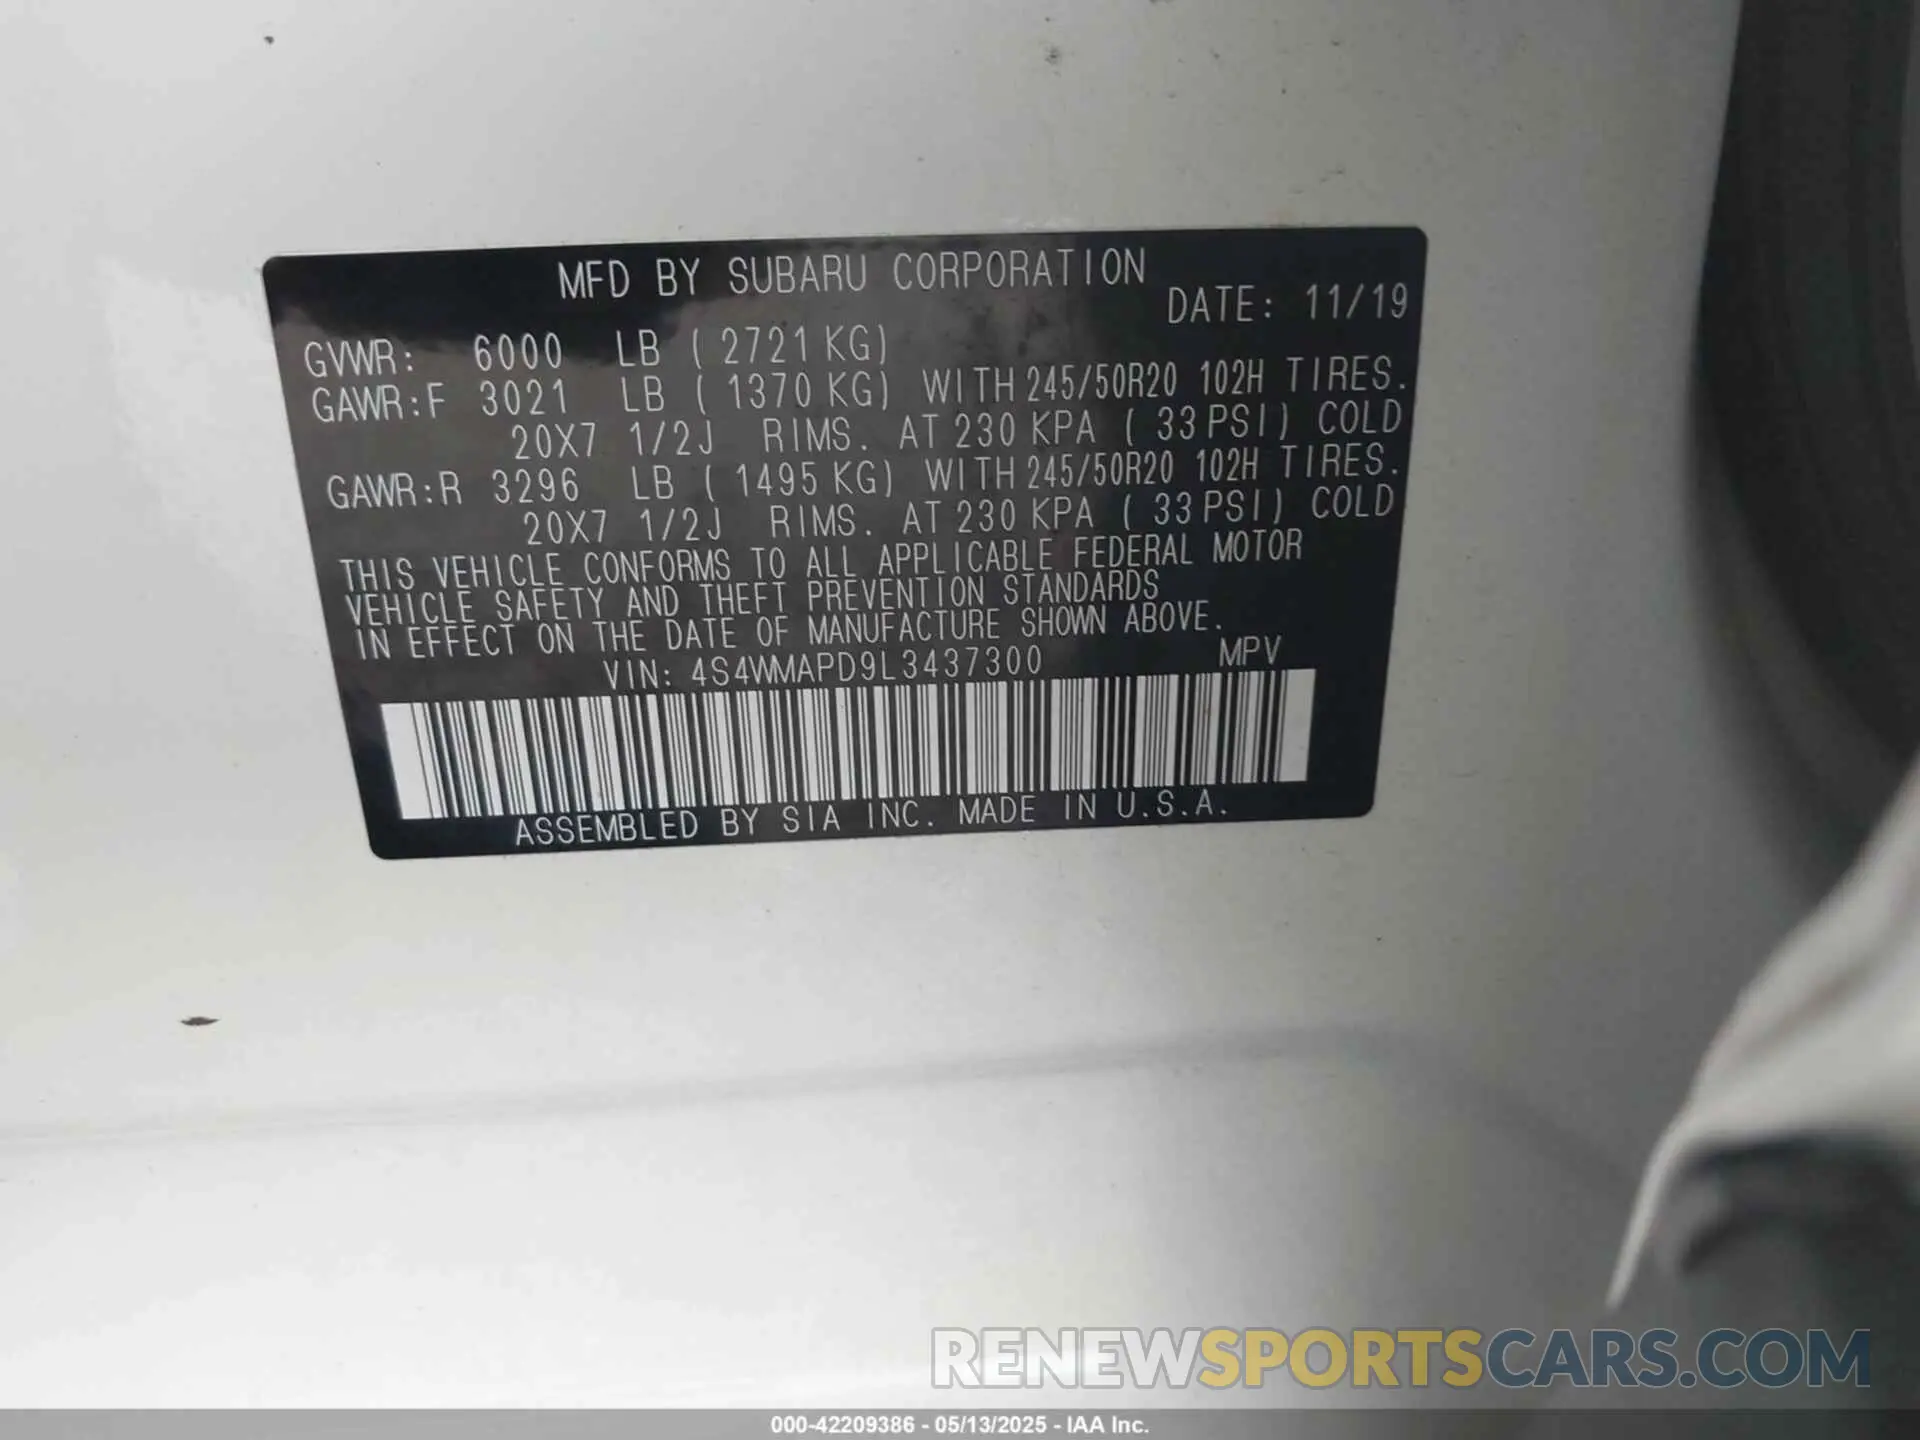 MFD BY SUBARU CORPORATION
DATE: 11/19
GVWR: 6000 LB ( 2721 KG)
GAWR:F 3021 LB ( 1370 KG) WITH 245/50R20 102H TIRES.
20X7 1/2J RIMS. AT 230 KPA ( 33 PSI) COLD
GAWR:R 3296 LB ( 1495 KG) WITH 245/50R20 102H TIRES.
20X7 1/2J RIMS. AT 230 KPA ( 33 PSI) COLD
THIS VEHICLE CONFORMS TO ALL APPLICABLE FEDERAL MOTOR
VEHICLE SAFETY AND THEFT PREVENTION STANDARDS
IN EFFECT ON THE DATE OF MANUFACTURE SHOWN ABOVE.
VIN: 4S4WMAPD9L3437300 MPV
ASSEMBLED BY SIA INC. MADE IN U.S.A.
RENEWSPORTSCARS.COM
000-42209386 - 05/13/2025 - IAA Inc.